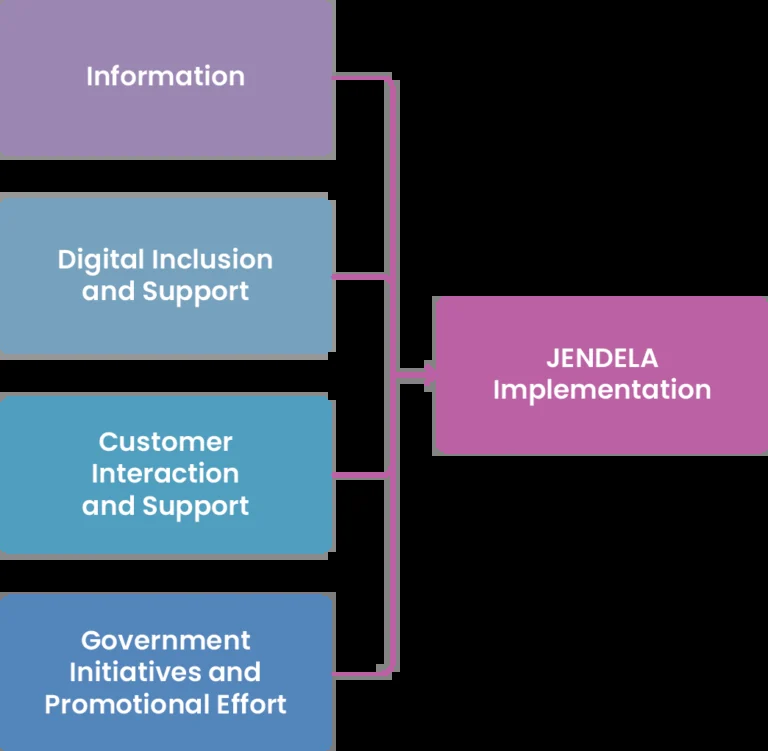 Information
Digital Inclusion
and Support
Customer
Interaction
and Support
Government
Initiatives and
Promotional Effort
JENDELA
Implementation